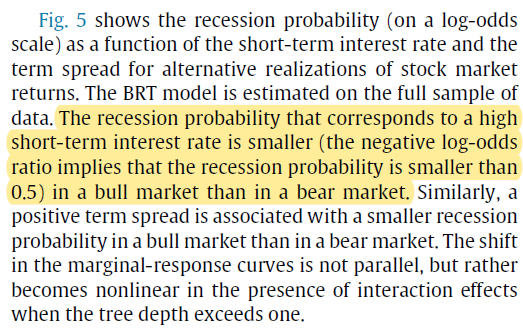 Fig. 5 shows the recession probability (on a log-odds
scale) as a function of the short-term interest rate and the
term spread for alternative realizations of stock market
returns. The BRT model is estimated on the full sample of
data. The recession probability that corresponds to a high
short-term interest rate is smaller (the negative log-odds
ratio implies that the recession probability is smaller than
0.5) in a bull market than in a bear market. Similarly, a
positive term spread is associated with a smaller recession
probability in a bull market than in a bear market. The shift
in the marginal-response curves is not parallel, but rather
becomes nonlinear in the presence of interaction effects
when the tree depth exceeds one.